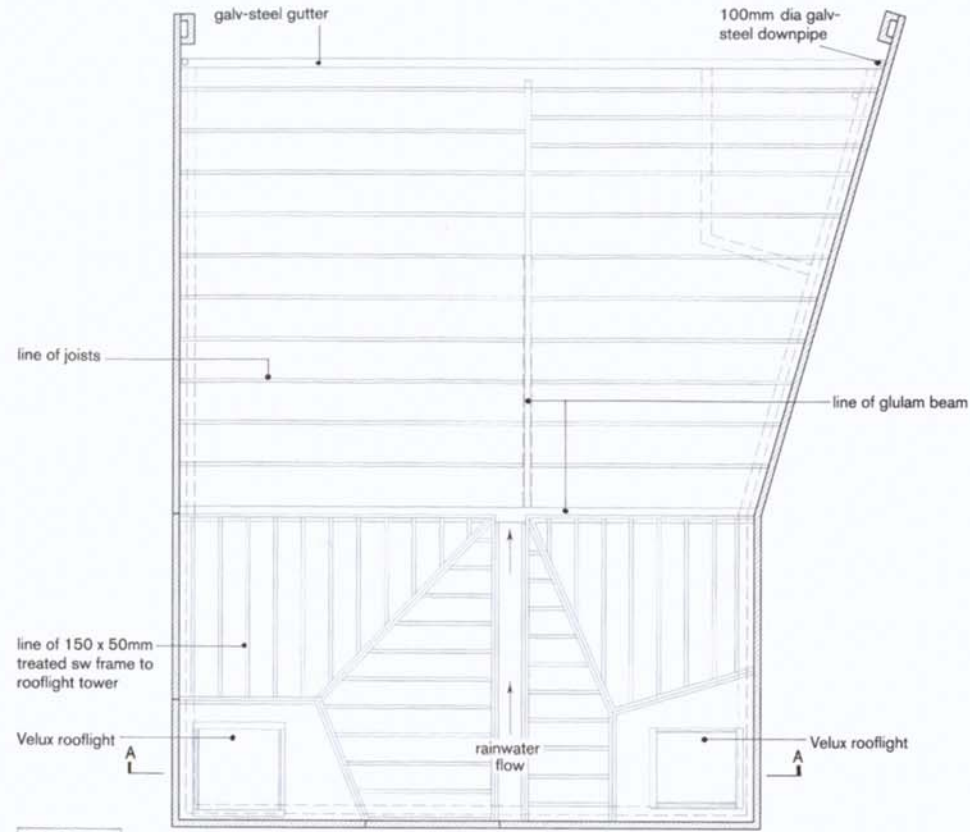 galv-steel gutter
100mm dia galv-
steel downpipe
line of joists
line of glulam beam
line of 150 x 50mm
treated sw frame to
rooflight tower
Velux rooflight
A
rainwater
flow
Velux rooflight
A